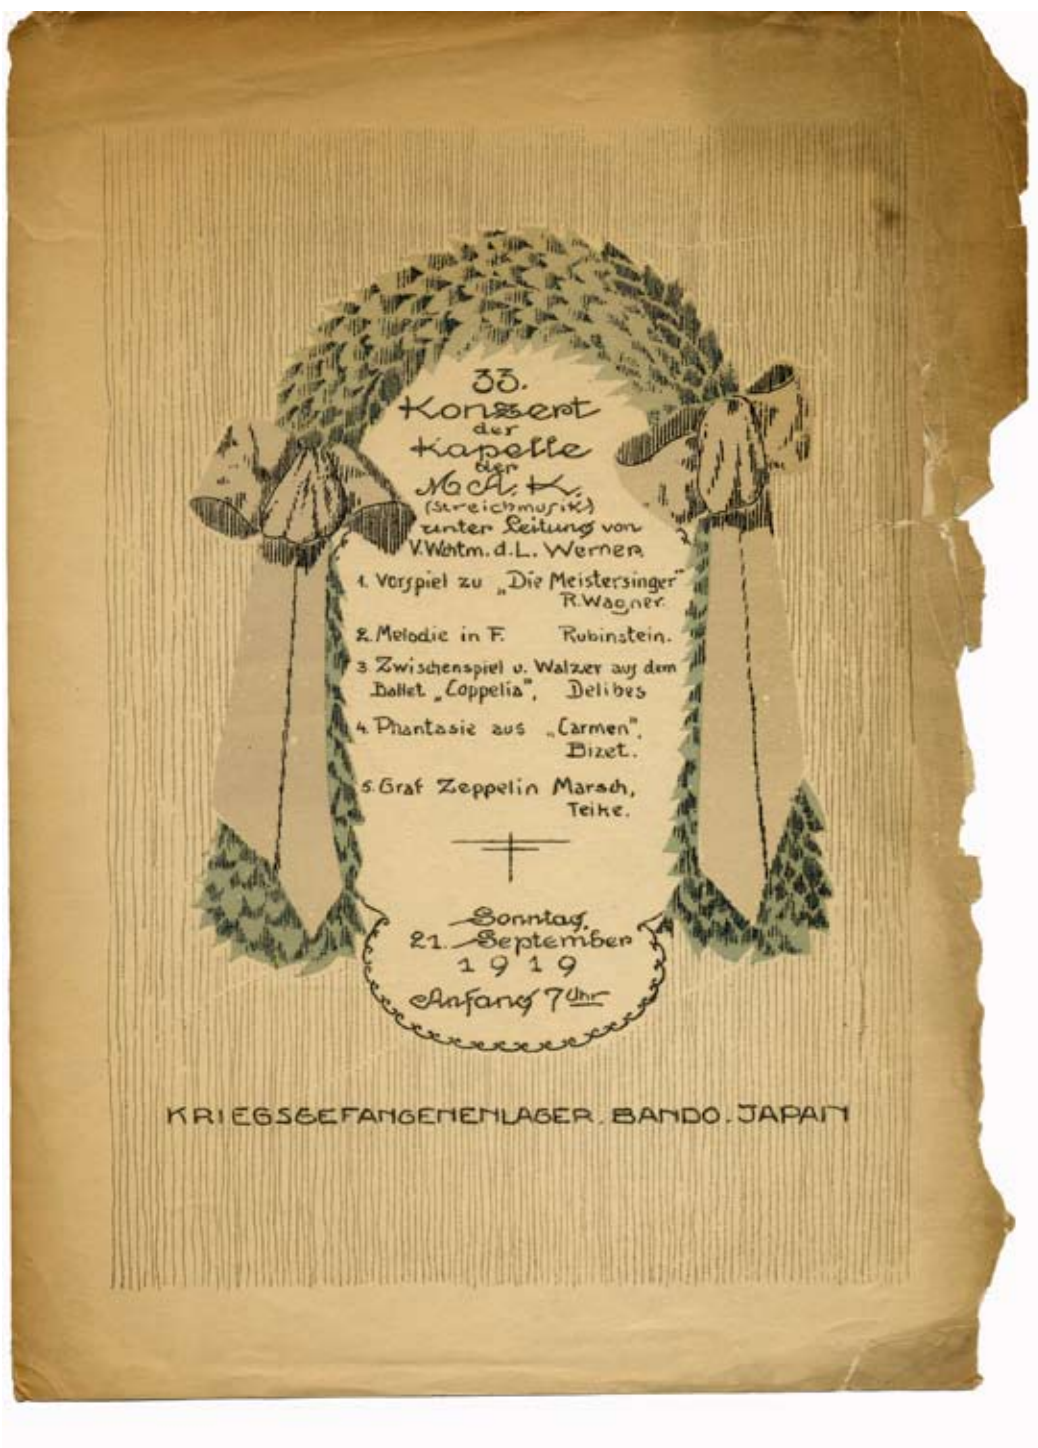 33.
Konzert
der
Kapelle
der
M.A.K.
(Streichmusik)
unter Leitung von
V.Wchtm.d.L. Werner.
1. Vorspiel zu „Die Meistersinger"
R.Wagner.
2. Melodie in F. Rubinstein.
3 Zwischenspiel u. Walzer aus dem
Ballet „Coppelia", Delibes
4. Phantasie aus „Carmen",
Bizet.
5. Graf Zeppelin Marsch,
Teike.
Sonntag,
21. September
1919
Anfang 7 Uhr
KRIEGSGEFANGENENLAGER. BANDO. JAPAN